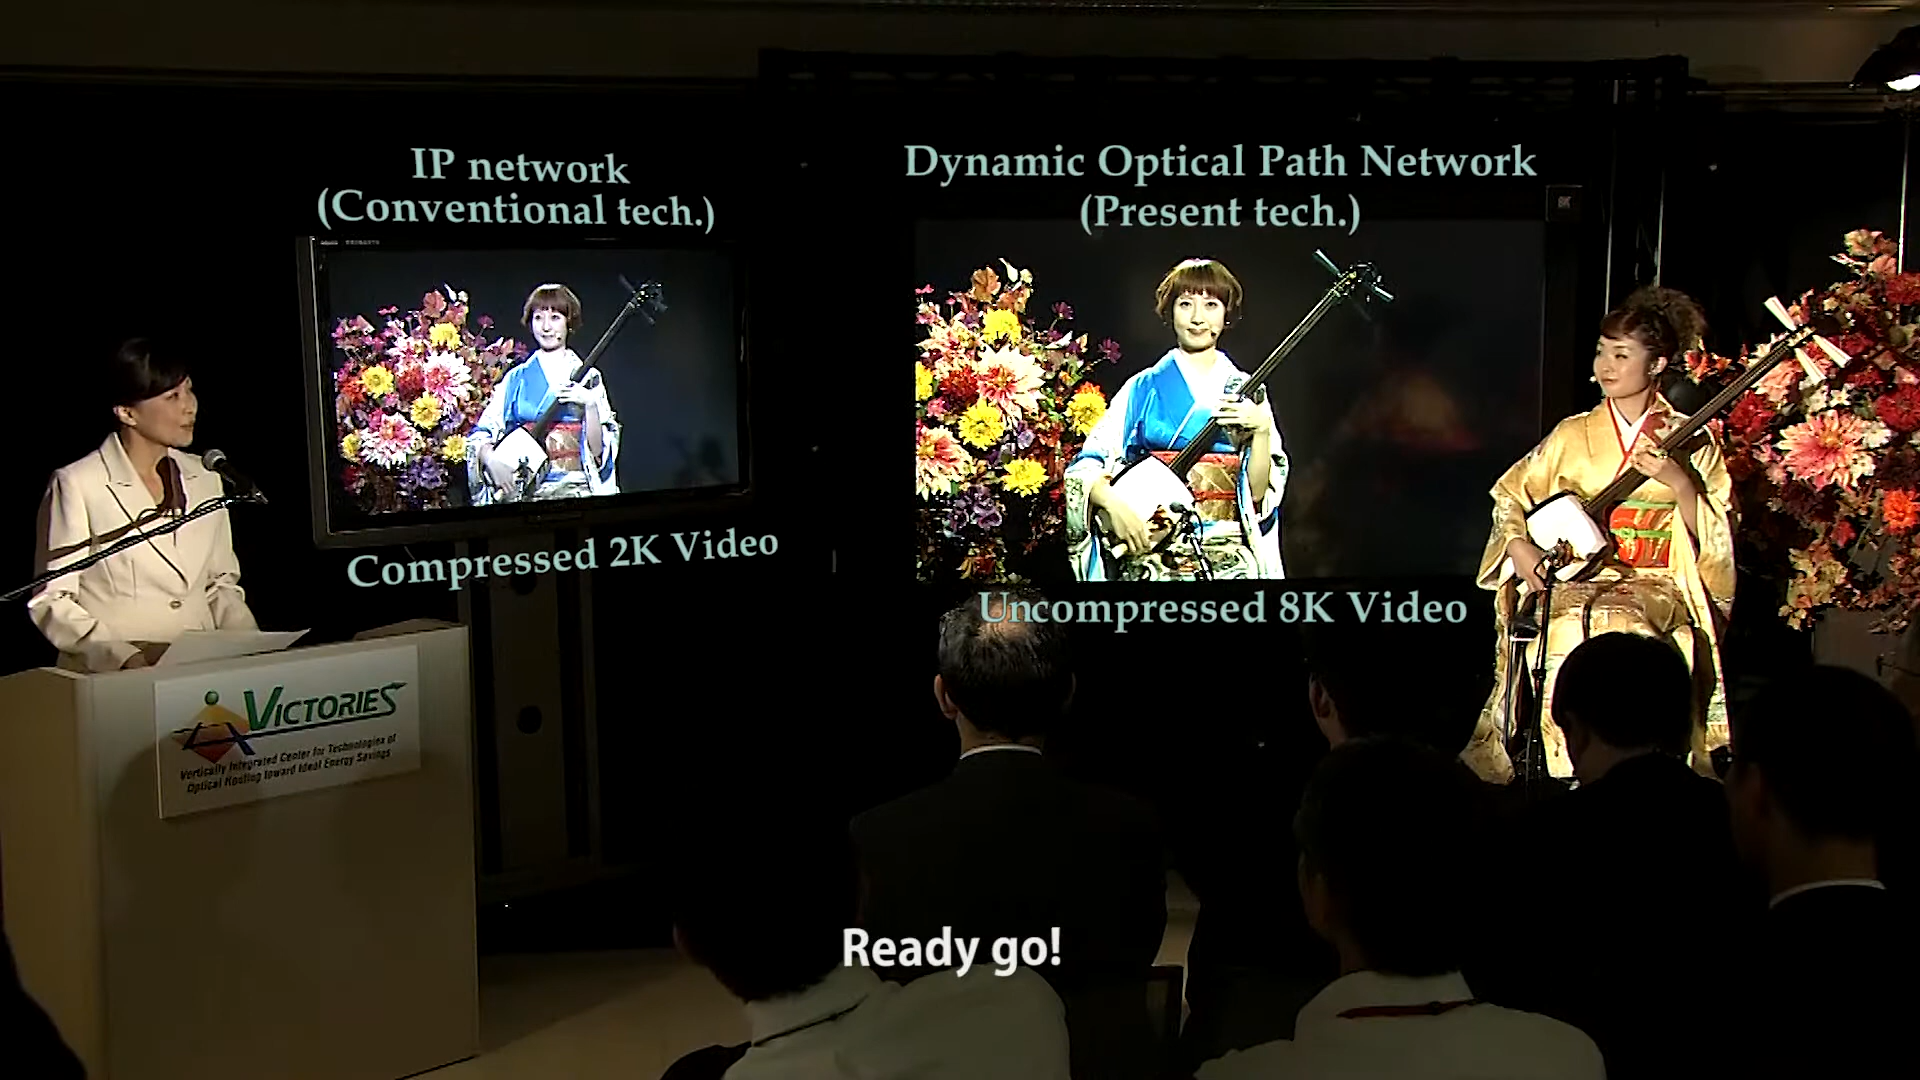 IP network
(Conventional tech.)
Dynamic Optical Path Network
(Present tech.)
8K
Compressed 2K Video
Uncompressed 8K Video
VICTORIES
Vertically Integrated Center for Technologies of
Optical Routing toward Ideal Energy Savings
Ready go!